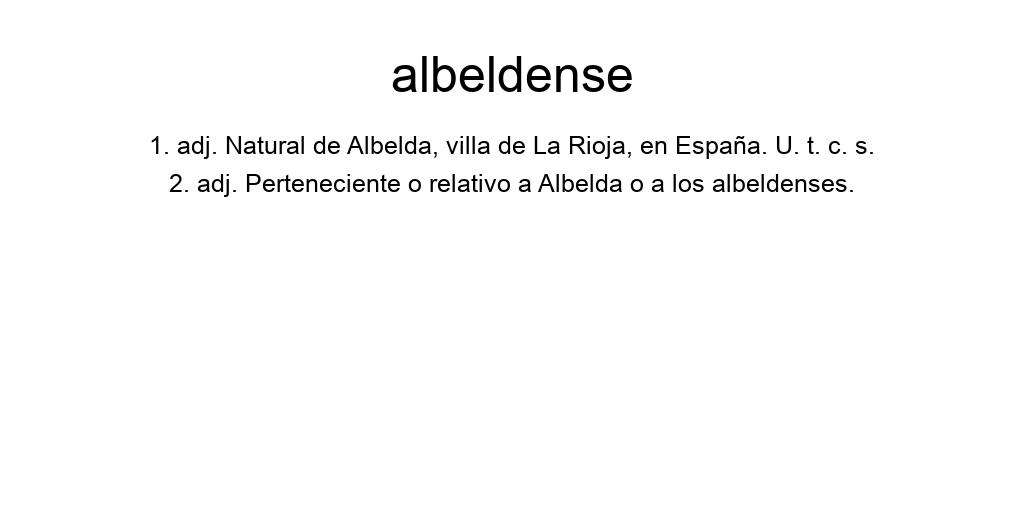 albeldense
1. adj. Natural de Albelda, villa de La Rioja, en España. U. t. c. s.
2. adj. Perteneciente o relativo a Albelda o a los albeldenses.